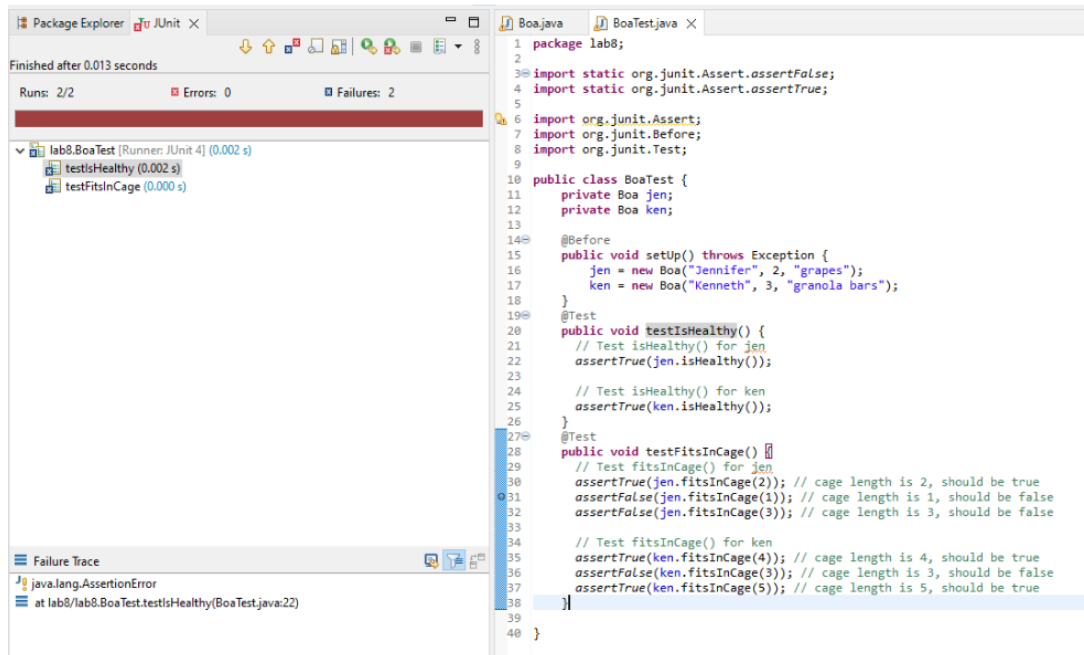 Package Explorer JUnit
Finished after 0.013 seconds
Runs: 2/2 Errors: 0 Failures: 2
lab8.BoaTest [Runner: JUnit 4] (0.002 s)
testIsHealthy (0.002 s)
testFitsInCage (0.000 s)
Failure Trace
java.lang.AssertionError
at lab8/lab8.BoaTest.testIsHealthy(BoaTest.java:22)
Boa.java BoaTest.java
1 package lab8;
2
3 import static org.junit.Assert.assertFalse;
4 import static org.junit.Assert.assertTrue;
5
6 import org.junit.Assert;
7 import org.junit.Before;
8 import org.junit.Test;
9
10 public class BoaTest {
11 private Boa jen;
12 private Boa ken;
13
14 @Before
15 public void setUp() throws Exception {
16 jen = new Boa("Jennifer", 2, "grapes");
17 ken = new Boa("Kenneth", 3, "granola bars");
18 }
19 @Test
20 public void testIsHealthy() {
21 // Test isHealthy() for jen
22 assertTrue(jen.isHealthy());
23
24 // Test isHealthy() for ken
25 assertTrue(ken.isHealthy());
26 }
27 @Test
28 public void testFitsInCage() {
29 // Test fitsInCage() for jen
30 assertTrue(jen.fitsInCage(2)); // cage length is 2, should be true
31 assertFalse(jen.fitsInCage(1)); // cage length is 1, should be false
32 assertFalse(jen.fitsInCage(3)); // cage length is 3, should be false
33
34 // Test fitsInCage() for ken
35 assertTrue(ken.fitsInCage(4)); // cage length is 4, should be true
36 assertFalse(ken.fitsInCage(3)); // cage length is 3, should be false
37 assertTrue(ken.fitsInCage(5)); // cage length is 5, should be true
38 }
39
40 }